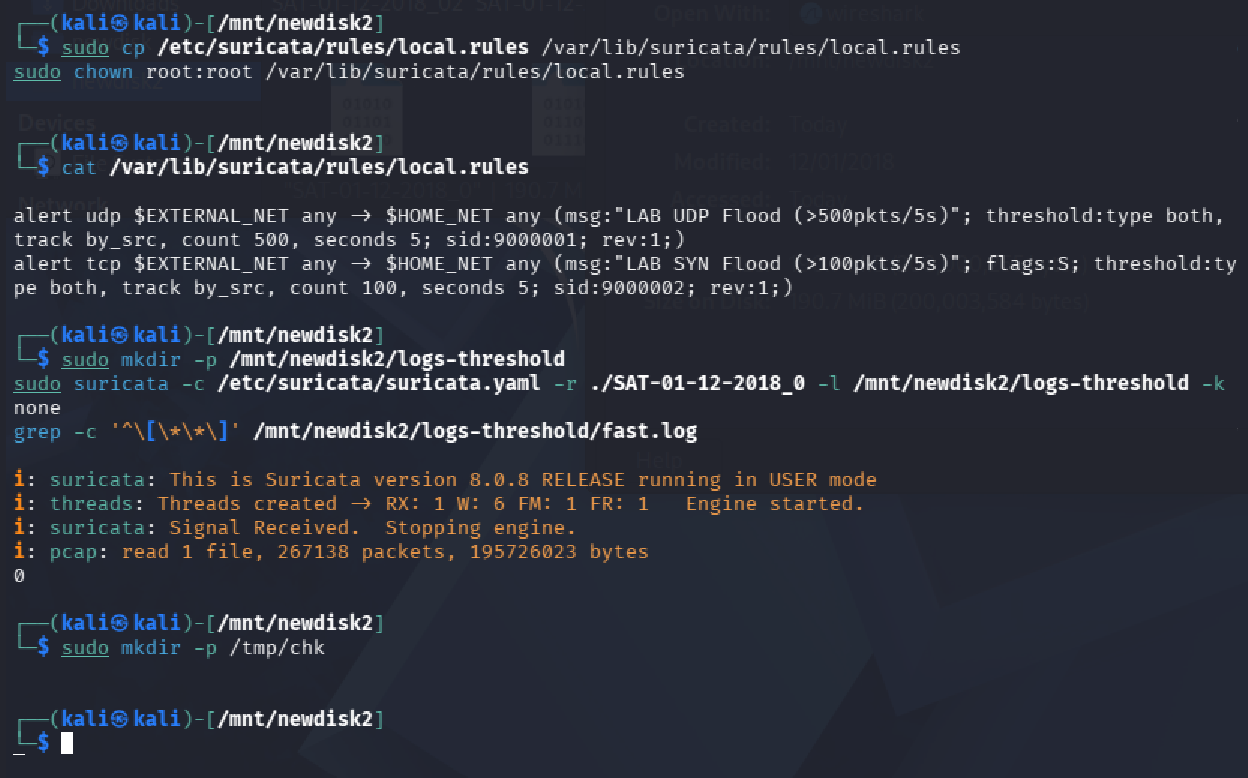 ┌──(kali㉿kali)-[/mnt/newdisk2]
└─$ sudo cp /etc/suricata/rules/local.rules /var/lib/suricata/rules/local.rules
sudo chown root:root /var/lib/suricata/rules/local.rules
┌──(kali㉿kali)-[/mnt/newdisk2]
└─$ cat /var/lib/suricata/rules/local.rules
alert udp $EXTERNAL_NET any → $HOME_NET any (msg:"LAB UDP Flood (>500pkts/5s)"; threshold:type both,
track by_src, count 500, seconds 5; sid:9000001; rev:1;)
alert tcp $EXTERNAL_NET any → $HOME_NET any (msg:"LAB SYN Flood (>100pkts/5s)"; flags:S; threshold:ty
pe both, track by_src, count 100, seconds 5; sid:9000002; rev:1;)
┌──(kali㉿kali)-[/mnt/newdisk2]
└─$ sudo mkdir -p /mnt/newdisk2/logs-threshold
sudo suricata -c /etc/suricata/suricata.yaml -r ./SAT-01-12-2018_0 -l /mnt/newdisk2/logs-threshold -k
none
grep -c '^\[\*\*\]' /mnt/newdisk2/logs-threshold/fast.log
i: suricata: This is Suricata version 8.0.8 RELEASE running in USER mode
i: threads: Threads created → RX: 1 W: 6 FM: 1 FR: 1   Engine started.
i: suricata: Signal Received.  Stopping engine.
i: pcap: read 1 file, 267138 packets, 195726023 bytes
0
┌──(kali㉿kali)-[/mnt/newdisk2]
└─$ sudo mkdir -p /tmp/chk
┌──(kali㉿kali)-[/mnt/newdisk2]
└─$